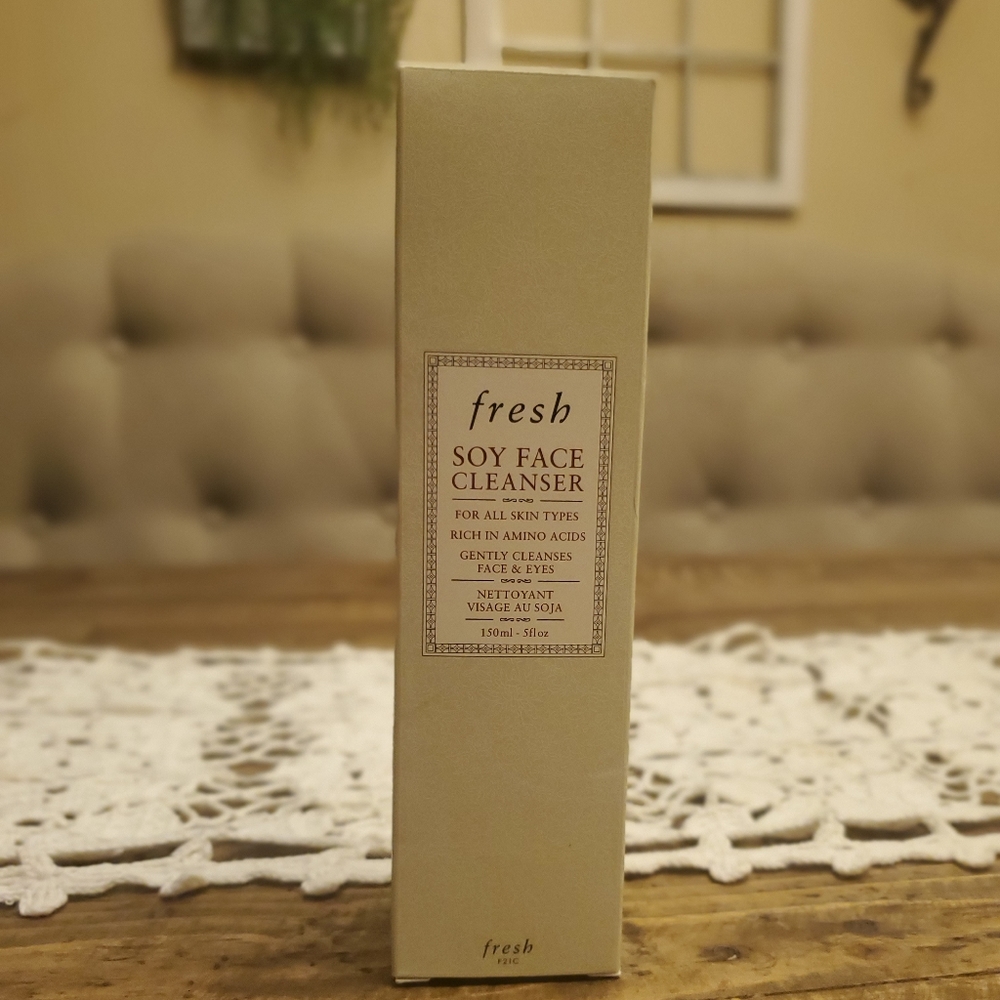 fresh
SOY FACE
CLEANSER
FOR ALL SKIN TYPES
RICH IN AMINO ACIDS
GENTLY CLEANSES
FACE & EYES
NETTOYANT
VISAGE AU SOJA
150ml - 5fl oz
fresh